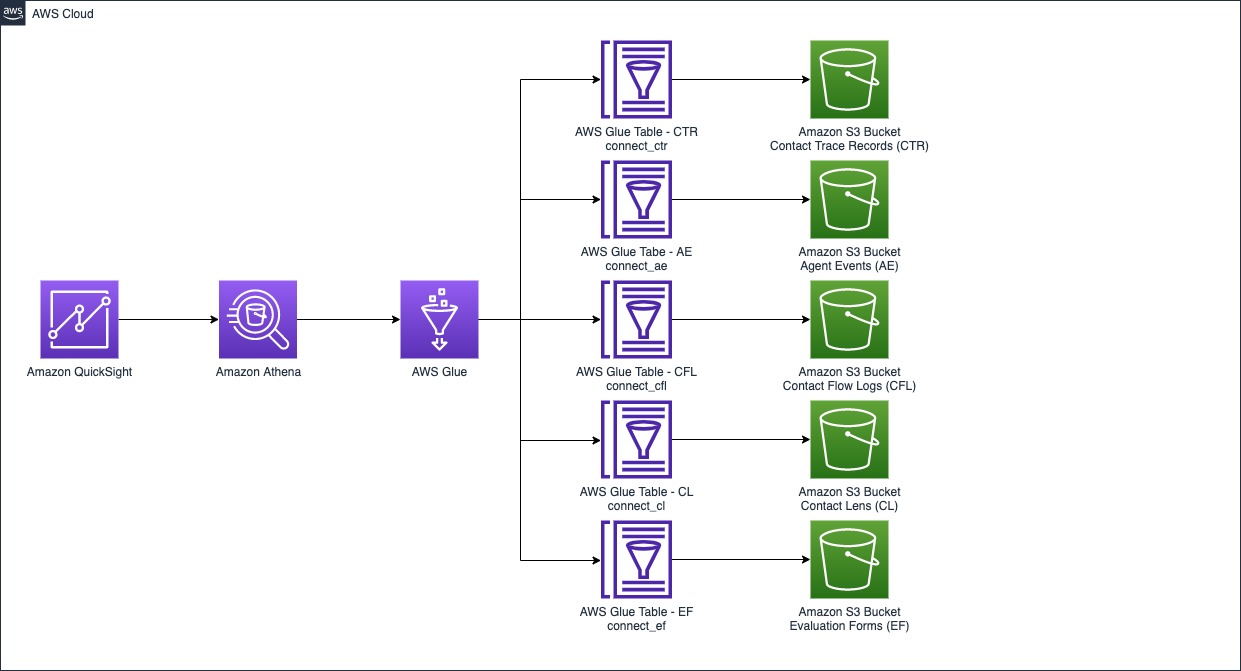 aws
AWS Cloud
AWS Glue Table - CTR
connect_ctr
Amazon S3 Bucket
Contact Trace Records (CTR)
AWS Glue Tabe - AE
connect_ae
Amazon S3 Bucket
Agent Events (AE)
Amazon QuickSight
Amazon Athena
AWS Glue
AWS Glue Table - CFL
connect_cfl
Amazon S3 Bucket
Contact Flow Logs (CFL)
AWS Glue Table - CL
connect_cl
Amazon S3 Bucket
Contact Lens (CL)
AWS Glue Table - EF
connect_ef
Amazon S3 Bucket
Evaluation Forms (EF)